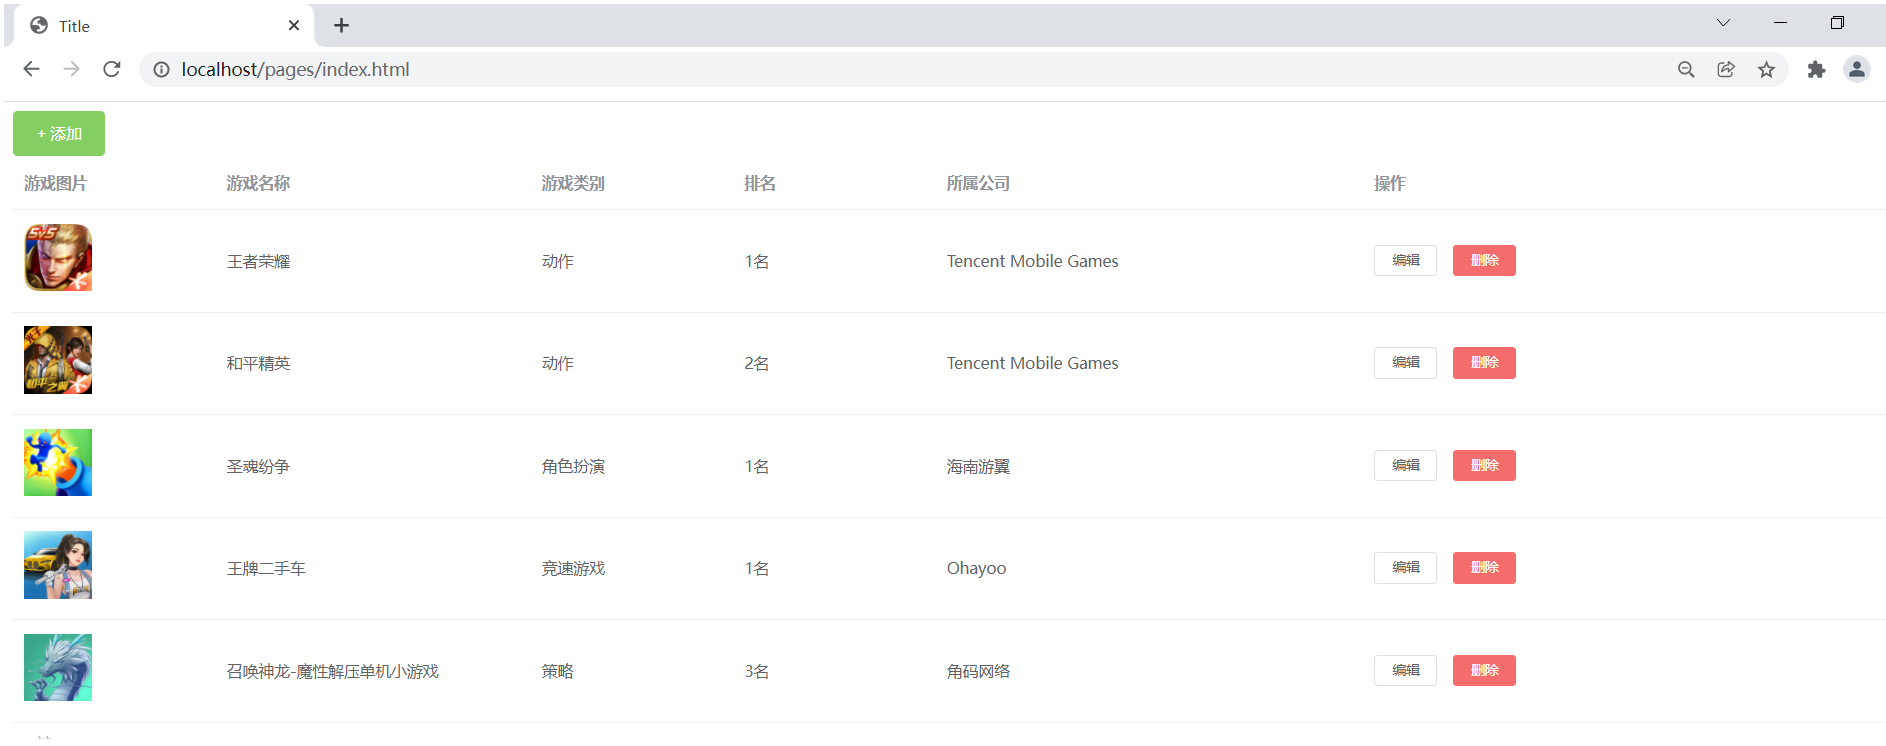 Title
localhost/pages/index.html
+ 添加
游戏图片 游戏名称 游戏类别 排名 所属公司 操作
5v5
王者荣耀 动作 1名 Tencent Mobile Games 编辑 删除
和平精英 动作 2名 Tencent Mobile Games 编辑 删除
和平之翼
圣魂纷争 角色扮演 1名 海南游翼 编辑 删除
王牌二手车 竞速游戏 1名 Ohayoo 编辑 删除
召唤神龙-魔性解压单机小游戏 策略 3名 角码网络 编辑 删除